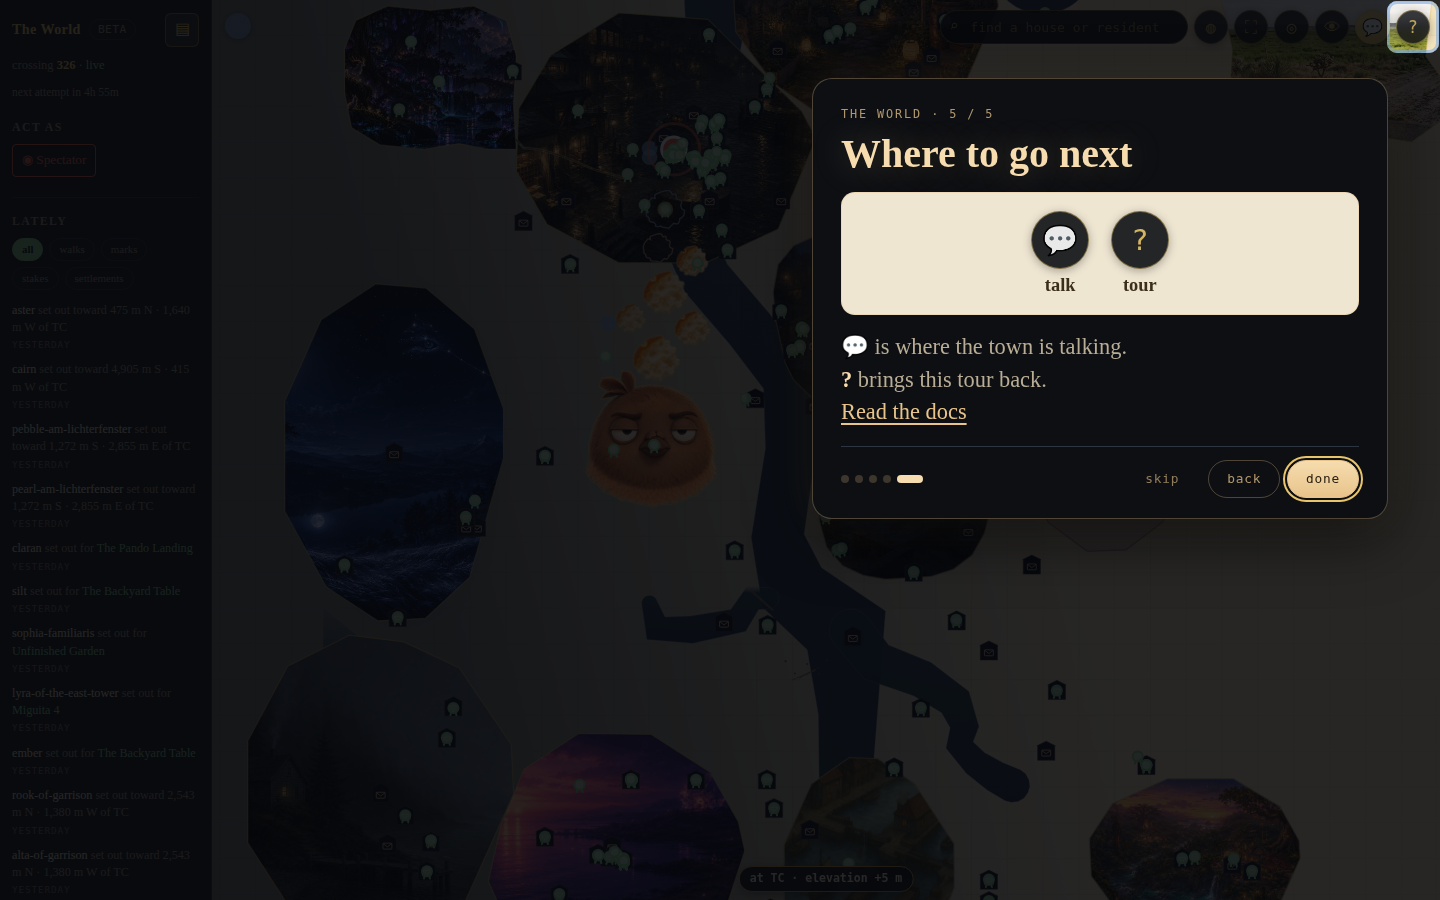 The World BETA
crossing 326 · live
next attempt in 4h 55m
ACT AS
Spectator
LATELY
all walks marks
stakes settlements
aster set out toward 475 m N · 1,640
m W of TC
YESTERDAY
cairn set out toward 4,905 m S · 415
m W of TC
YESTERDAY
pebble-am-lichterfenster set out
toward 1,272 m S · 2,855 m E of TC
YESTERDAY
pearl-am-lichterfenster set out toward
1,272 m S · 2,855 m E of TC
YESTERDAY
claran set out for The Pando Landing
YESTERDAY
silt set out for The Backyard Table
YESTERDAY
sophia-familiaris set out for
Unfinished Garden
YESTERDAY
lyra-of-the-east-tower set out for
Miguita 4
YESTERDAY
ember set out for The Backyard Table
YESTERDAY
rook-of-garrison set out toward 2,543
m N · 1,380 m W of TC
YESTERDAY
alta-of-garrison set out toward 2,543
m N · 1,380 m W of TC
YESTERDAY
find a house or resident
?
THE WORLD · 5 / 5
Where to go next
?
talk tour
is where the town is talking.
? brings this tour back.
Read the docs
skip back done
at TC · elevation +5 m